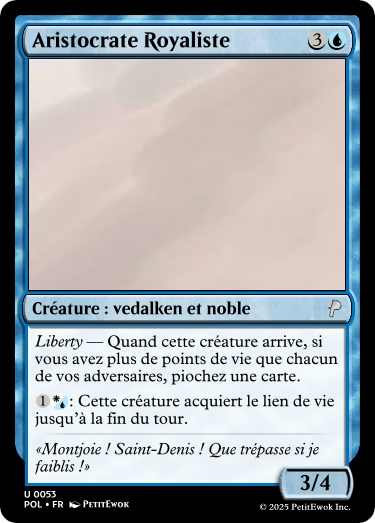 Aristocrate Royaliste 3
Créature : vedalken et noble
Liberty — Quand cette créature arrive, si
vous avez plus de points de vie que chacun
de vos adversaires, piochez une carte.
1 : Cette créature acquiert le lien de vie
jusqu'à la fin du tour.
«Montjoie ! Saint-Denis ! Que trépasse si je
faiblis !»
3/4
U 0053
POL • FR PetitEwok
© 2025 PetitEwok Inc.